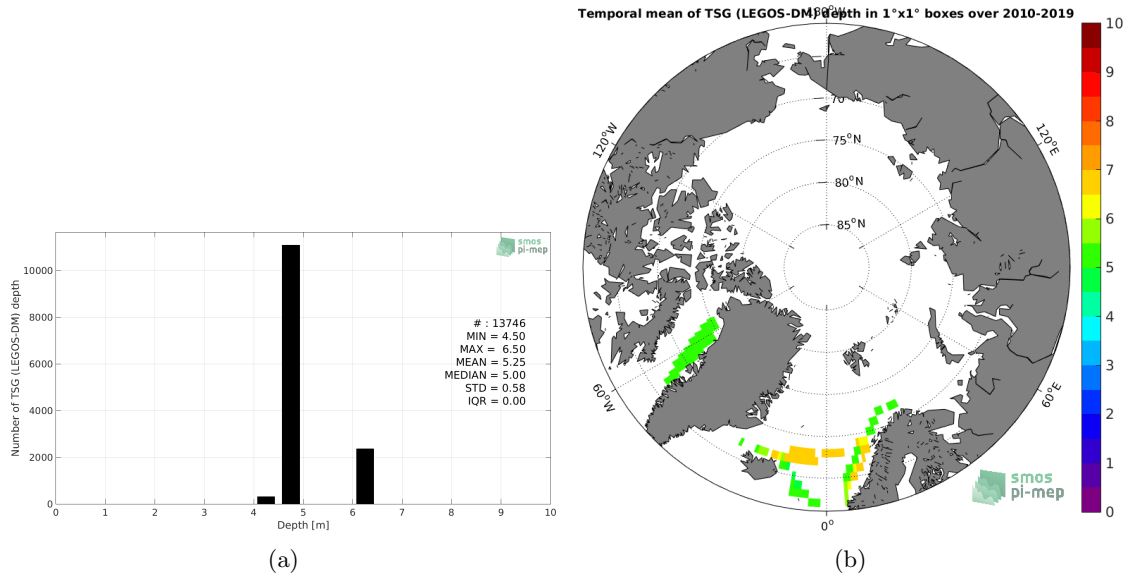 Temporal mean of TSG (LEGOS-DM) depth in 1°x1° boxes over 2010-2019
Number of TSG (LEGOS-DM) depth
10000
8000
6000
4000
2000
0
smos
pi-mep
# : 13746
MIN = 4.50
MAX = 6.50
MEAN = 5.25
MEDIAN = 5.00
STD = 0.58
IQR = 0.00
0 1 2 3 4 5 6 7 8 9 10
Depth [m]
(a)
180°W
120°W
120°E
70°
75°N
80°N
85°N
60°W
60°E
0°
smos
pi-mep
10
9
8
7
6
5
4
3
2
1
0
(b)